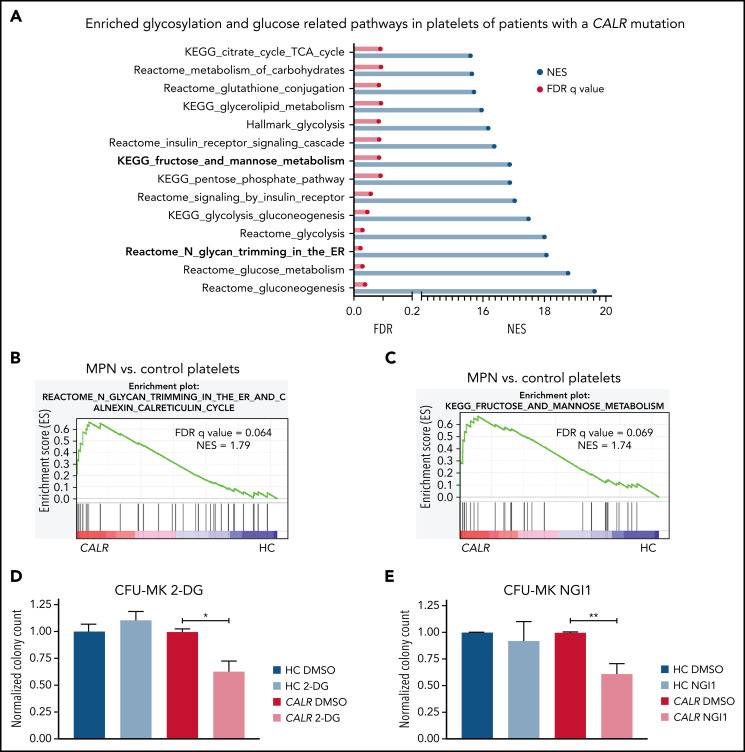 A
Enriched glycosylation and glucose related pathways in platelets of patients with a CALR mutation
KEGG_citrate_cycle_TCA_cycle
Reactome_metabolism_of_carbohydrates
Reactome_glutathione_conjugation
KEGG_glycerolipid_metabolism
Hallmark_glycolysis
Reactome_insulin_receptor_signaling_cascade
KEGG_fructose_and_mannose_metabolism
KEGG_pentose_phosphate_pathway
Reactome_signaling_by_insulin_receptor
KEGG_glycolysis_gluconeogenesis
Reactome_glycolysis
Reactome_N_glycan_trimming_in_the_ER
Reactome_glucose_metabolism
Reactome_gluconeogenesis
NES
FDR q value
0.0 0.2 16 18 20
FDR NES
B
MPN vs. control platelets
Enrichment plot:
REACTOME_N_GLYCAN_TRIMMING_IN_THE_ER_AND_C
ALNEXIN_CALRETICULIN_CYCLE
Enrichment score (ES)
0.6
0.5
0.4
0.3
0.2
0.1
0.0
FDR q value = 0.064
NES = 1.79
CALR HC
C
MPN vs. control platelets
Enrichment plot:
KEGG_FRUCTOSE_AND_MANNOSE_METABOLISM
Enrichment score (ES)
0.6
0.5
0.4
0.3
0.2
0.1
0.0
FDR q value = 0.069
NES = 1.74
CALR HC
D
CFU-MK 2-DG
Normalized colony count
1.25
1.00
0.75
0.50
0.25
0.00
*
HC DMSO
HC 2-DG
CALR DMSO
CALR 2-DG
E
CFU-MK NGI1
Normalized colony count
1.25
1.00
0.75
0.50
0.25
0.00
**
HC DMSO
HC NGI1
CALR DMSO
CALR NGI1